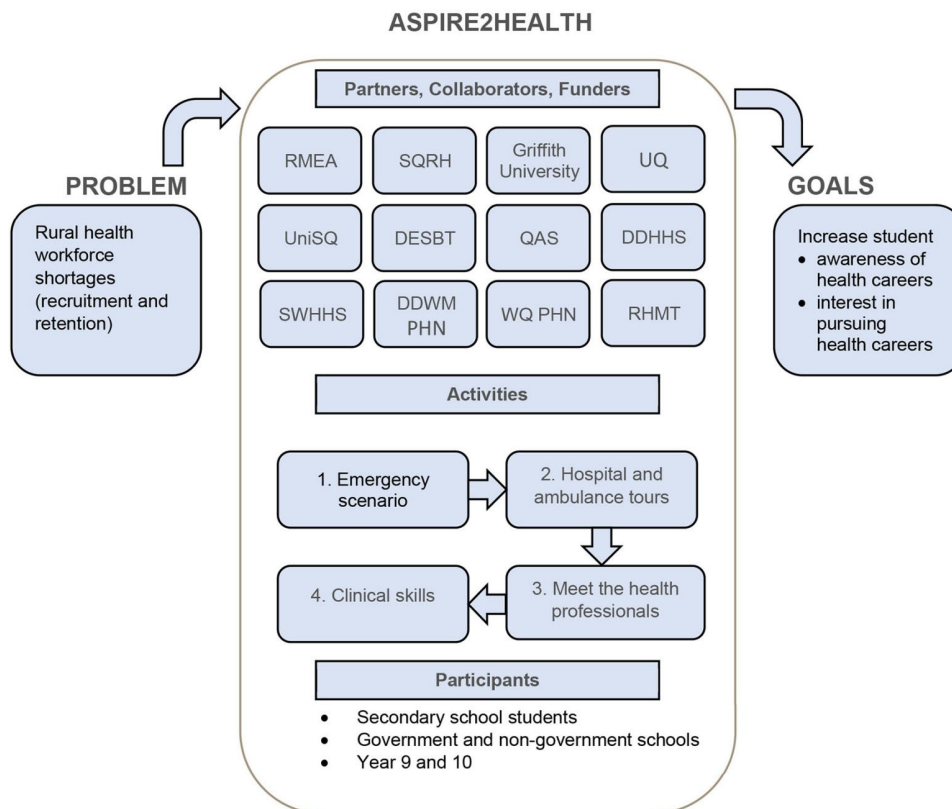 ASPIRE2HEALTH
Partners, Collaborators, Funders
RMEA
SQRH
Griffith
University
UQ
UniSQ
DESBT
QAS
DDHHS
SWHHS
DDWM
PHN
WQ PHN
RHMT
PROBLEM
Rural health
workforce
shortages
(recruitment and
retention)
GOALS
Increase student
• awareness of
health careers
• interest in
pursuing
health careers
Activities
1. Emergency
scenario
2. Hospital and
ambulance tours
3. Meet the health
professionals
4. Clinical skills
Participants
• Secondary school students
• Government and non-government schools
• Year 9 and 10